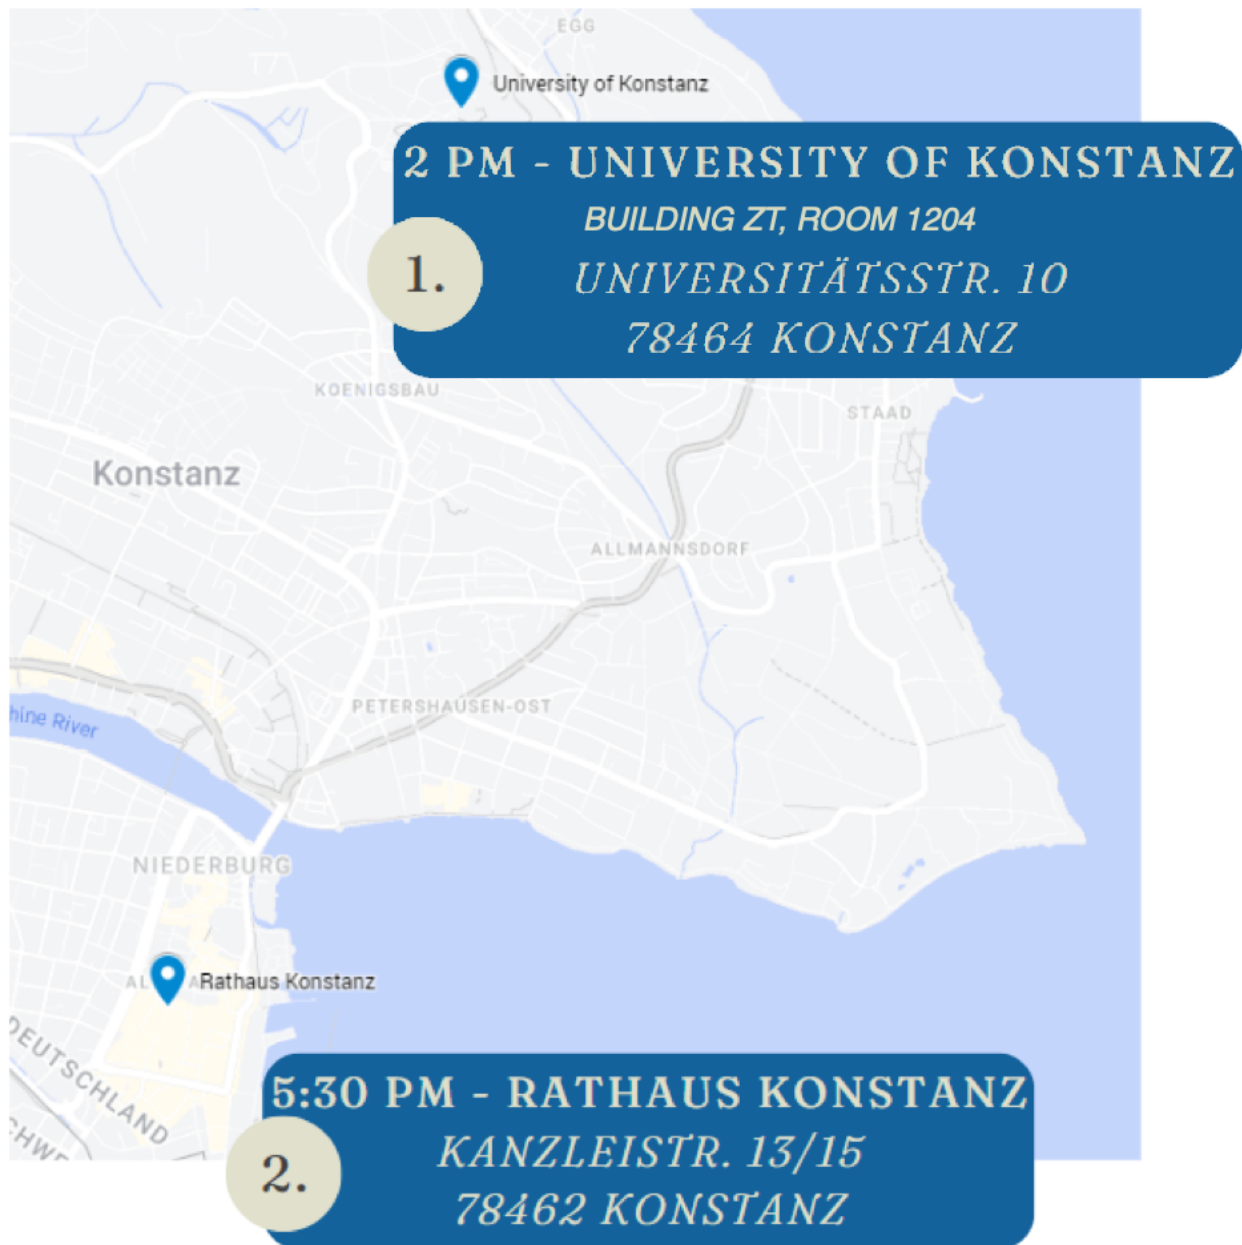 EGG
University of Konstanz
2 PM - UNIVERSITY OF KONSTANZ
BUILDING ZT, ROOM 1204
1.
UNIVERSITÄTSSTR. 10
78464 KONSTANZ
KOENIGSBAU
STAAD
Konstanz
ALLMANNSDORF
PETERSHAUSEN-OST
River
NIEDERBURG
Rathaus Konstanz
DEUTSCHLAND
5:30 PM - RATHAUS KONSTANZ
KANZLEISTR. 13/15
2.
78462 KONSTANZ